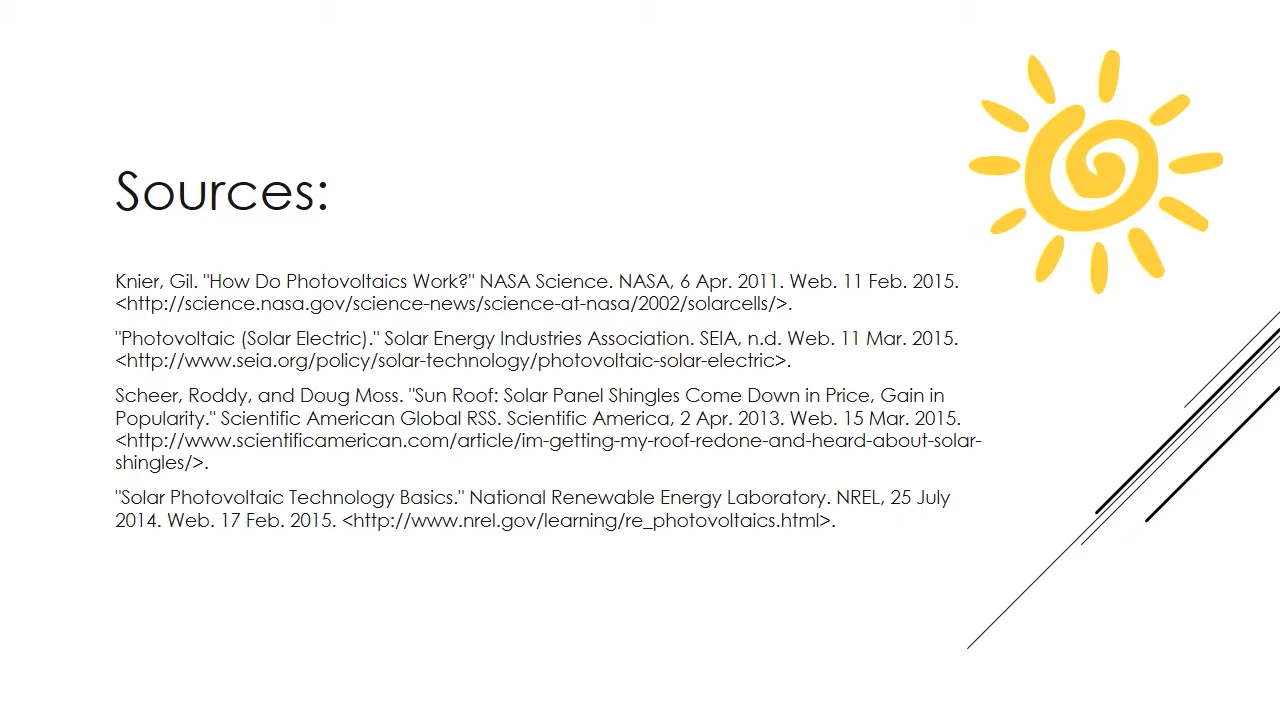 Sources:
Knier, Gil. "How Do Photovoltaics Work?" NASA Science. NASA, 6 Apr. 2011. Web. 11 Feb. 2015.
<http://science.nasa.gov/science-news/science-at-nasa/2002/solarcells/>.
"Photovoltaic (Solar Electric)." Solar Energy Industries Association. SEIA, n.d. Web. 11 Mar. 2015.
<http://www.seia.org/policy/solar-technology/photovoltaic-solar-electric>.
Scheer, Roddy, and Doug Moss. "Sun Roof: Solar Panel Shingles Come Down in Price, Gain in
Popularity." Scientific American Global RSS. Scientific America, 2 Apr. 2013. Web. 15 Mar. 2015.
<http://www.scientificamerican.com/article/im-getting-my-roof-redone-and-heard-about-solar-
shingles/>.
"Solar Photovoltaic Technology Basics." National Renewable Energy Laboratory. NREL, 25 July
2014. Web. 17 Feb. 2015. <http://www.nrel.gov/learning/re_photovoltaics.html>.